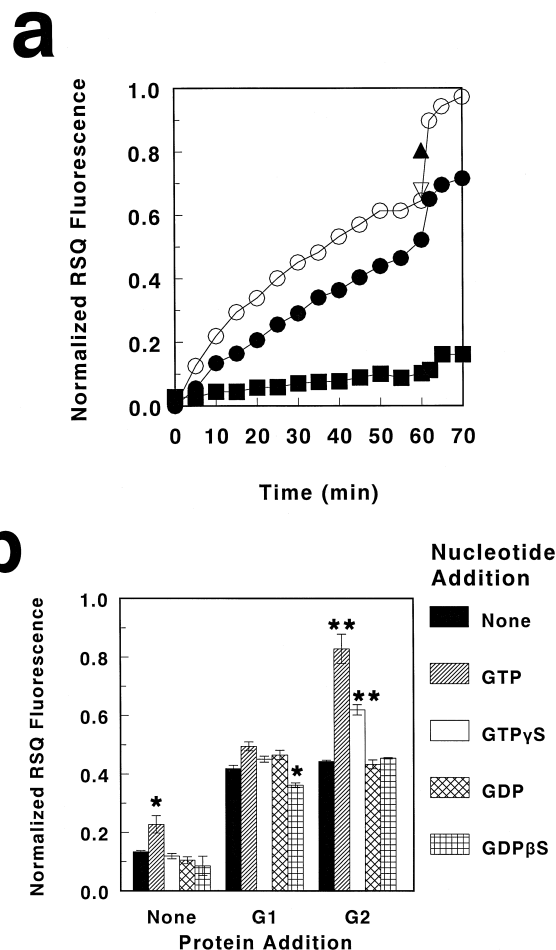 a
Normalized RSQ Fluorescence
1.0
0.8
0.6
0.4
0.2
0.0
0 10 20 30 40 50 60 70
Time (min)
b
Normalized RSQ Fluorescence
1.0
0.8
0.6
0.4
0.2
0.0
*
*
**
**
None G1 G2
Protein Addition
Nucleotide
Addition
None
GTP
GTPγS
GDP
GDPβS